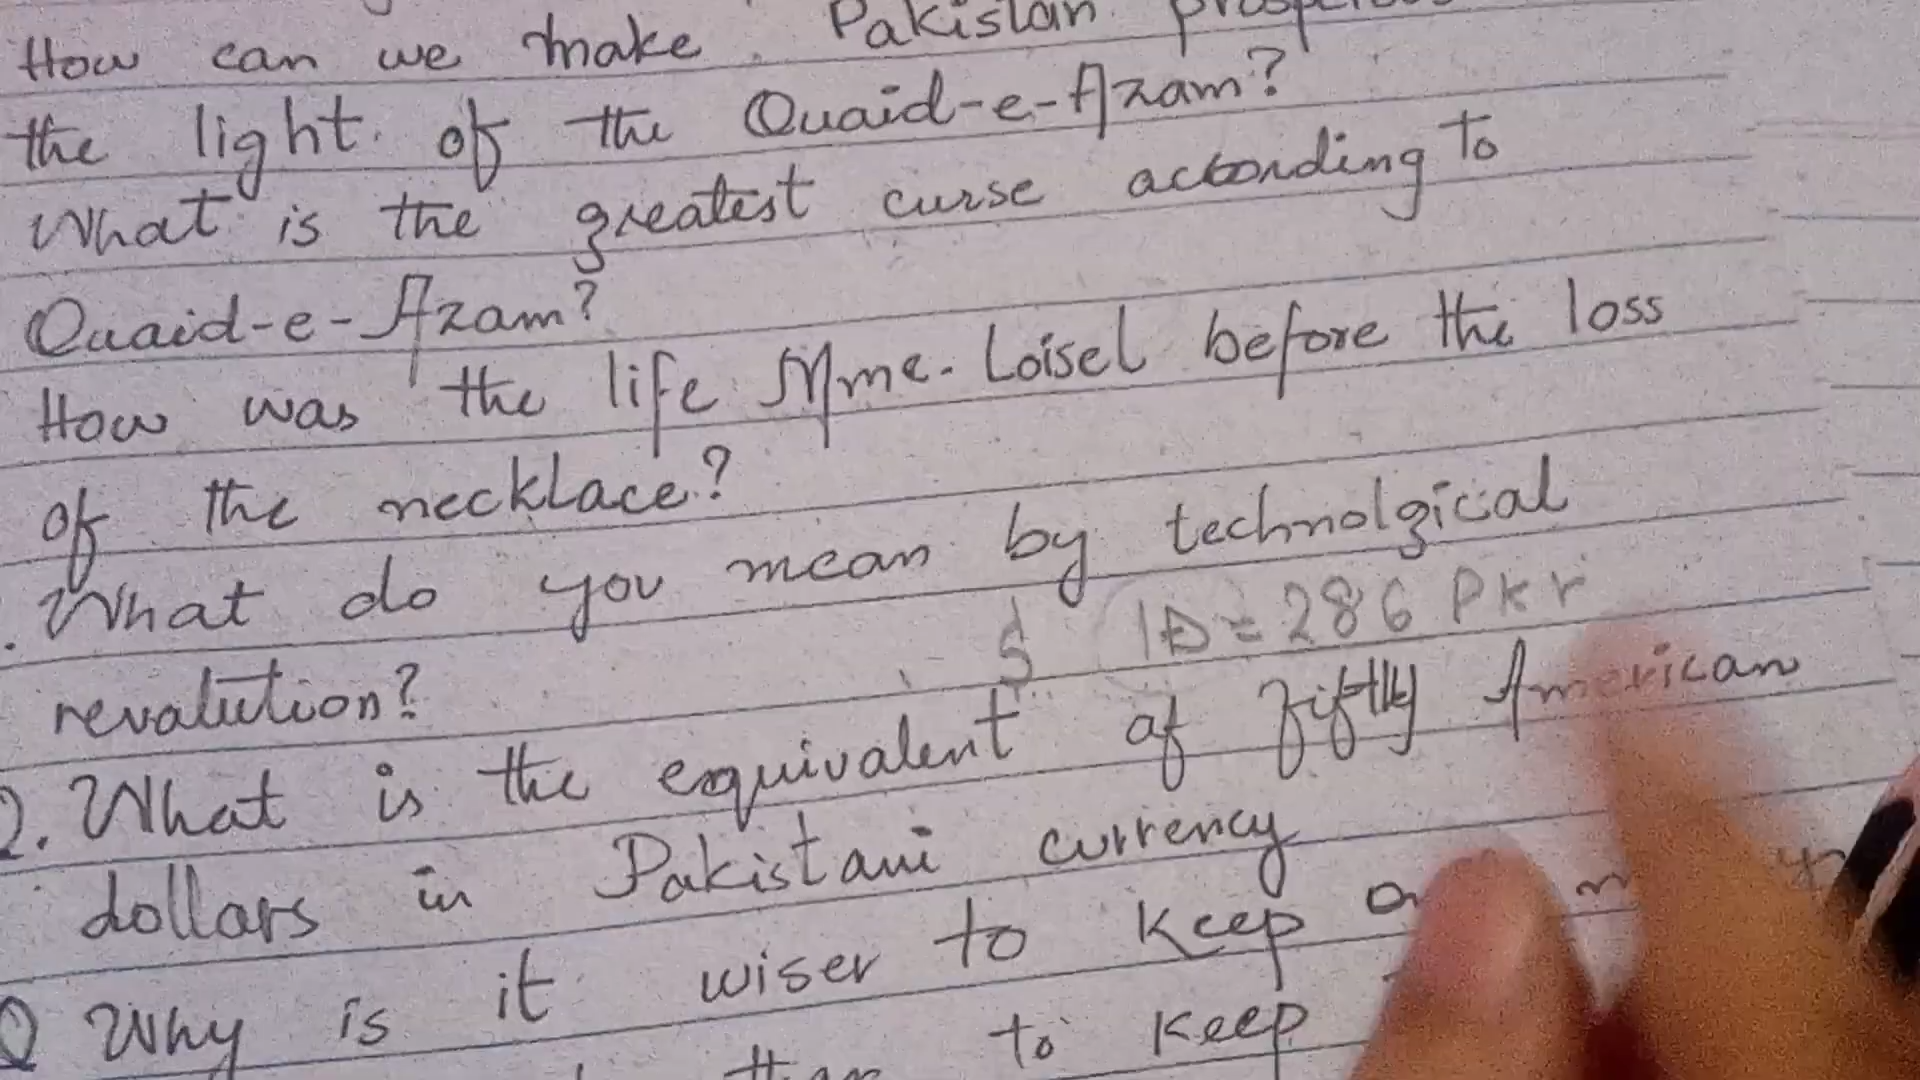 How can we make Pakistan
the light of the Quaid-e-Azam?
What is the greatest curse according to
Quaid-e-Azam?
How was the life Mme. Loisel before the loss
of the necklace?
What do you mean by technolgical
$ 1D = 286 Pkr
revalution?
Q. What is the equivalent of fiftly American
dollars in Pakistani currency
Q Why is it wiser to keep
to keep